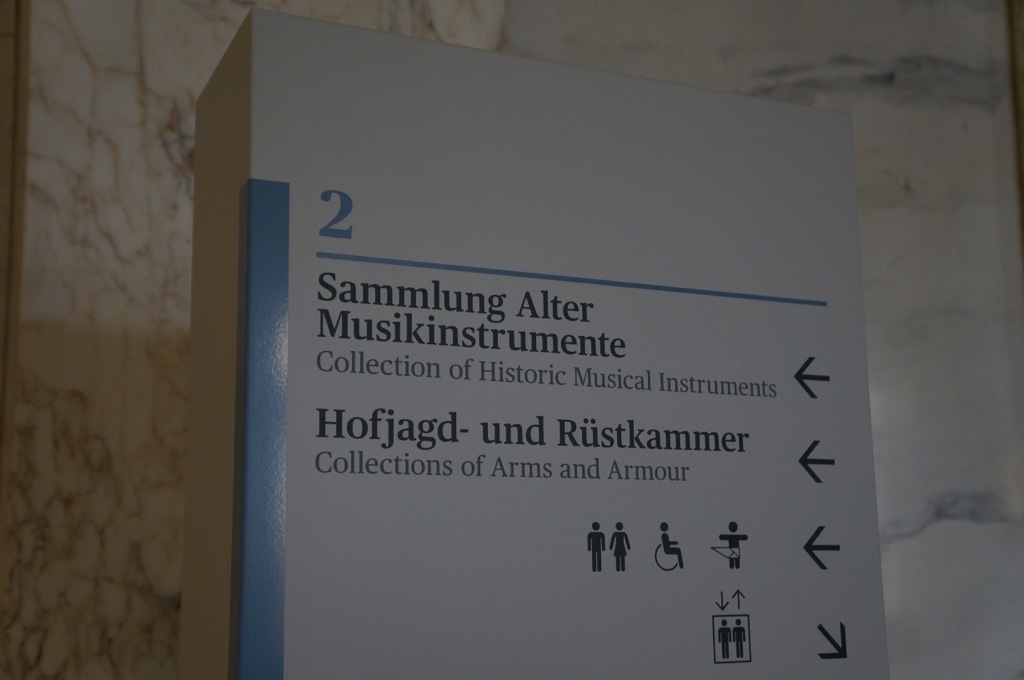 2
Sammlung Alter
Musikinstrumente
Collection of Historic Musical Instruments
Hofjagd- und Rüstkammer
Collections of Arms and Armour